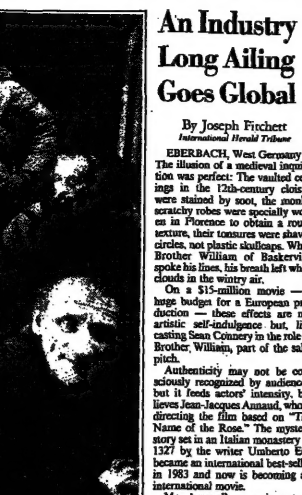 An Industry
Long Ailing
Goes Global
By Joseph Fitchett
International Herald Tribune
EBERBACH, West Germany
The illusion of a medieval inqui
tion was perfect: The vaulted ce
ings in the 12th-century clois
were stained by soot, the mon
scratchy robes were specially wo
en in Florence to obtain a rou
texture, their tonsures were shav
circles, not plastic skullcaps. Wh
Brother William of Baskervi
spoke his lines, his breath left wh
clouds in the wintry air.
On a $15-million movie —
huge budget for a European pr
duction — these effects are n
artistic self-indulgence but, li
casting Sean Connery in the role
Brother William, part of the sa
pitch.
Authenticity may not be co
sciously recognized by audienc
but it feeds actors' intensity, b
lieves Jean-Jacques Annaud, who
directing the film based on "T
Name of the Rose." The myste
story set in an Italian monastery
1327 by the writer Umberto E
became an international best-sell
in 1983 and now is becoming a
international movie.